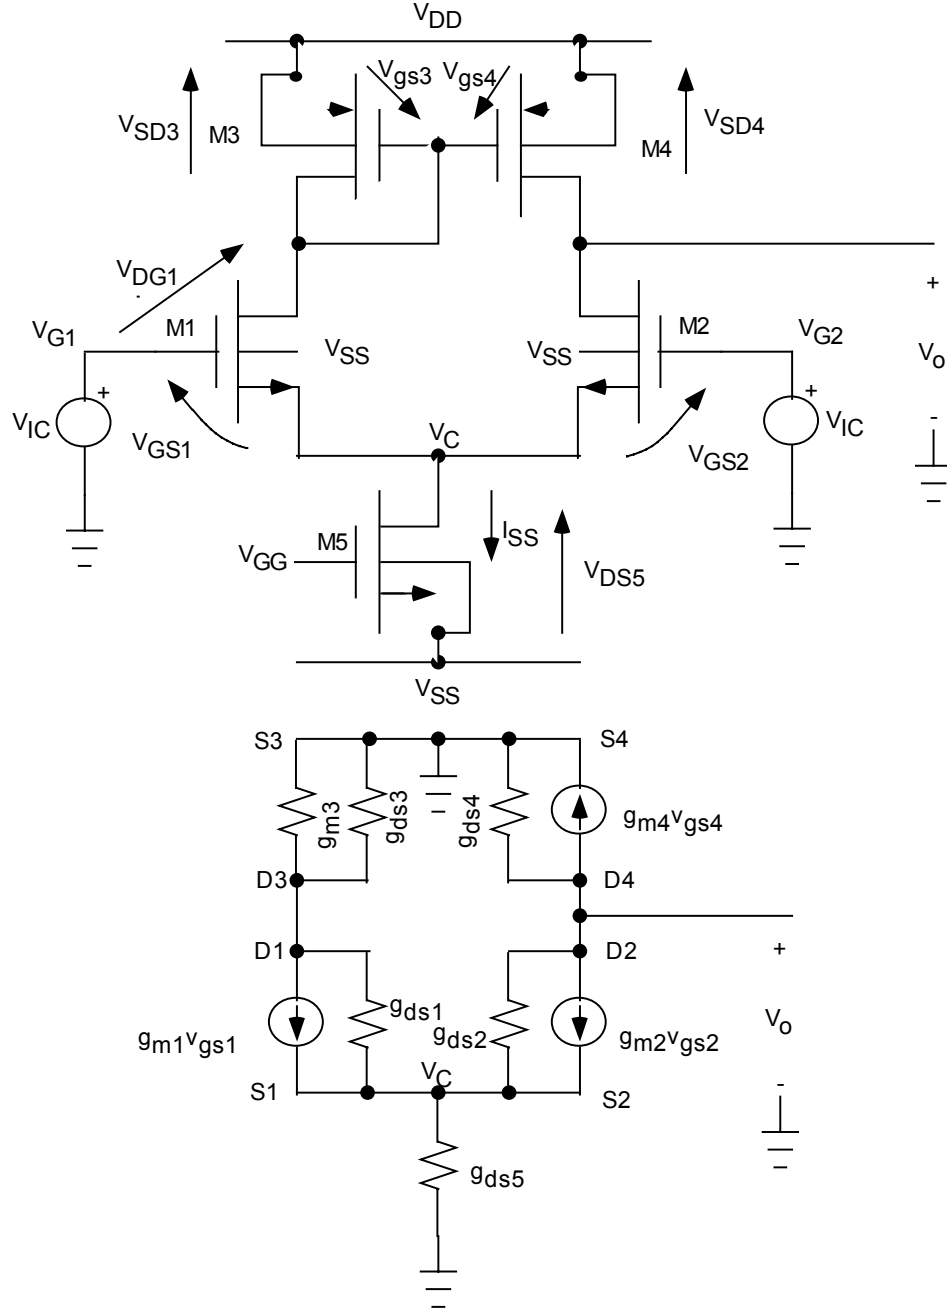 VDD
Vgs3 Vgs4
VSD3 M3 M4 VSD4
VDG1
+
VG1 M1 VSS VSS M2 VG2
Vo
+ +
VIC VGS1 VC VGS2 VIC
-
VGG M5 ISS VDS5
VSS
S3 S4
gm3 gds3 gds4 gm4vgs4
D3 D4
D1 D2
+
gm1vgs1 gds1 gds2 gm2vgs2 Vo
VC
S1 S2
-
gds5